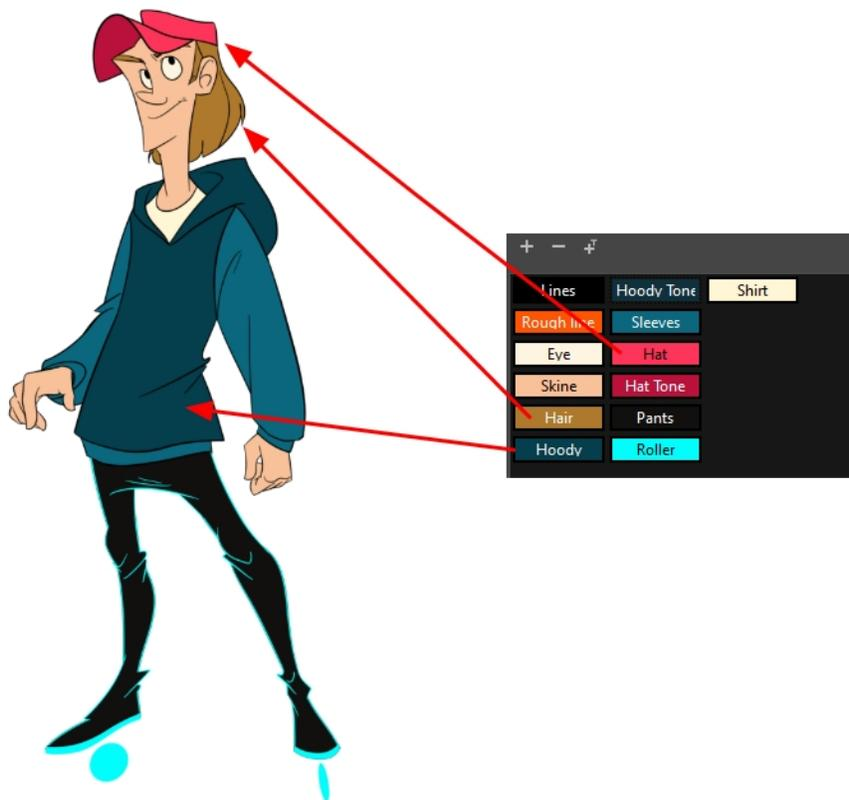 Lines Hoody Tone Shirt
Rough line Sleeves
Eye Hat
Skine Hat Tone
Hair Pants
Hoody Roller